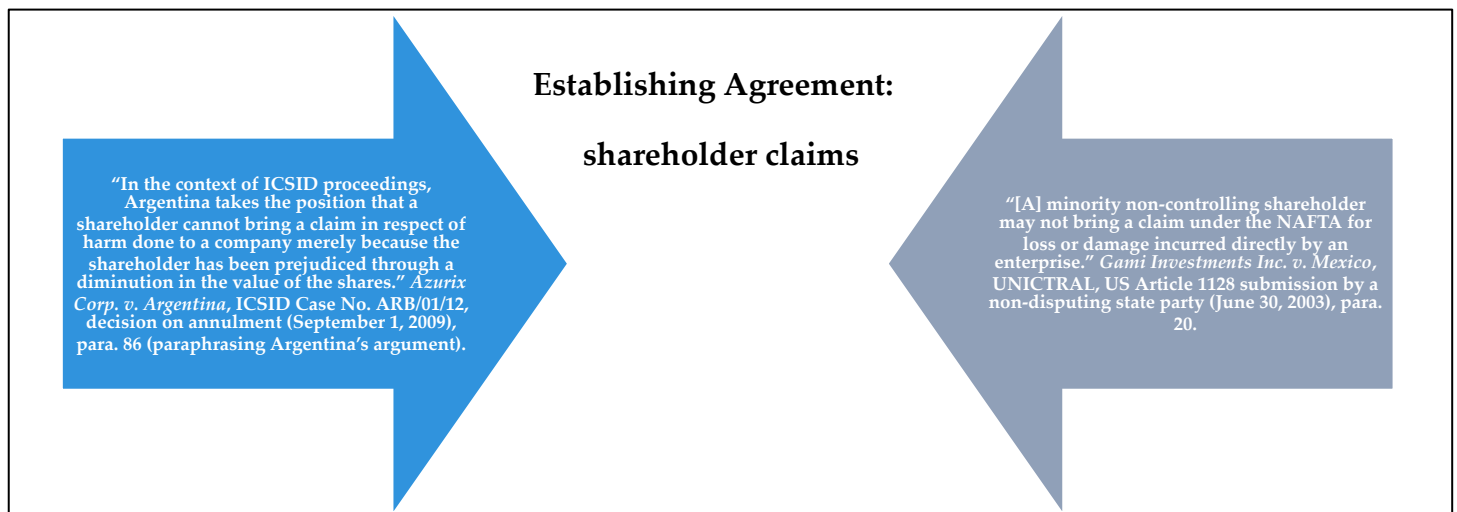 Establishing Agreement:
shareholder claims
“In the context of ICSID proceedings,
Argentina takes the position that a
shareholder cannot bring a claim in respect of
harm done to a company merely because the
shareholder has been prejudiced through a
diminution in the value of the shares.” Azurix
Corp. v. Argentina, ICSID Case No. ARB/01/12,
decision on annulment (September 1, 2009),
para. 86 (paraphrasing Argentina’s argument).
“[A] minority non-controlling shareholder
may not bring a claim under the NAFTA for
loss or damage incurred directly by an
enterprise.” Gami Investments Inc. v. Mexico,
UNICTRAL, US Article 1128 submission by a
non-disputing state party (June 30, 2003), para.
20.